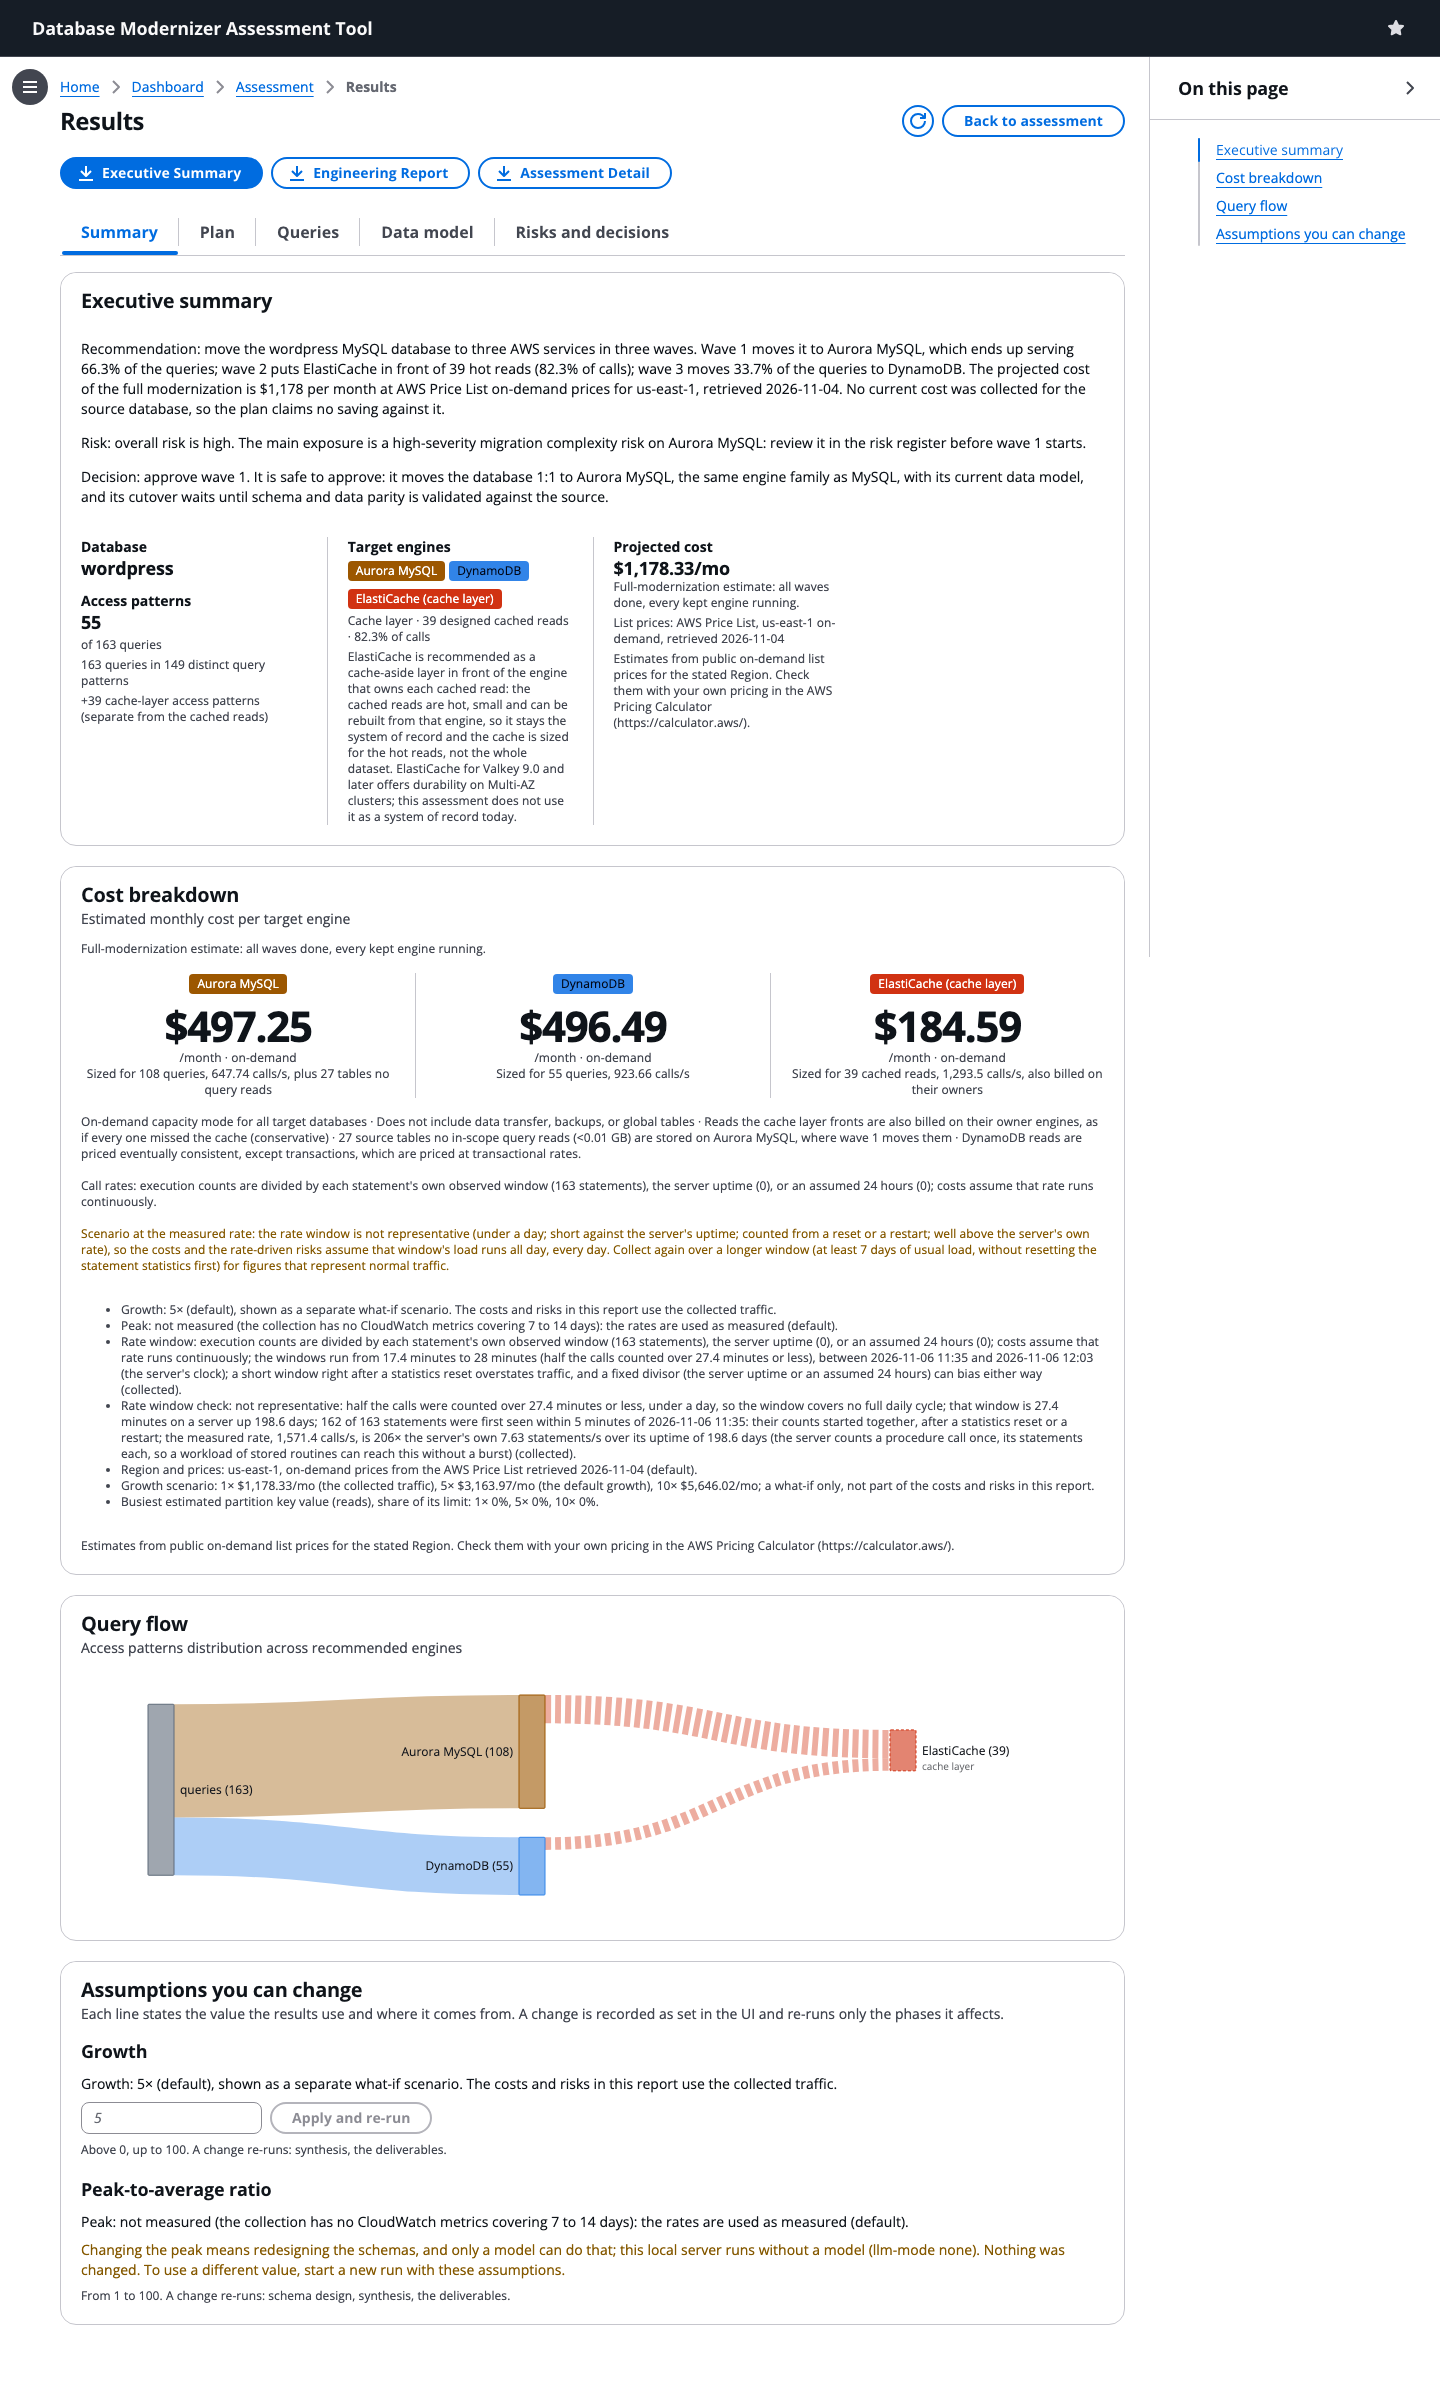 Database Modernizer Assessment Tool
Home
Dashboard
Assessment
Results
On this page
Results
Back to assessment
Executive summary
Cost breakdown
Query flow
Assumptions you can change
Executive Summary
Engineering Report
Assessment Detail
Summary
Plan
Queries
Data model
Risks and decisions
Executive summary
Recommendation: move the wordpress MySQL database to three AWS services in three waves. Wave 1 moves it to Aurora MySQL, which ends up serving
66.3% of the queries; wave 2 puts ElastiCache in front of 39 hot reads (82.3% of calls); wave 3 moves 33.7% of the queries to DynamoDB. The projected cost
of the full modernization is $1,178 per month at AWS Price List on-demand prices for us-east-1, retrieved 2026-11-04. No current cost was collected for the
source database, so the plan claims no saving against it.
Risk: overall risk is high. The main exposure is a high-severity migration complexity risk on Aurora MySQL: review it in the risk register before wave 1 starts.
Decision: approve wave 1. It is safe to approve: it moves the database 1:1 to Aurora MySQL, the same engine family as MySQL, with its current data model,
and its cutover waits until schema and data parity is validated against the source.
Database
wordpress
Access patterns
55
of 163 queries
163 queries in 149 distinct query
patterns
+39 cache-layer access patterns
(separate from the cached reads)
Target engines
Aurora MySQL
DynamoDB
ElastiCache (cache layer)
Cache layer · 39 designed cached reads
· 82.3% of calls
ElastiCache is recommended as a
cache-aside layer in front of the engine
that owns each cached read: the
cached reads are hot, small and can be
rebuilt from that engine, so it stays the
system of record and the cache is sized
for the hot reads, not the whole
dataset. ElastiCache for Valkey 9.0 and
later offers durability on Multi-AZ
clusters; this assessment does not use
it as a system of record today.
Projected cost
$1,178.33/mo
Full-modernization estimate: all waves
done, every kept engine running.
List prices: AWS Price List, us-east-1 on-
demand, retrieved 2026-11-04
Estimates from public on-demand list
prices for the stated Region. Check
them with your own pricing in the AWS
Pricing Calculator
(https://calculator.aws/).
Cost breakdown
Estimated monthly cost per target engine
Full-modernization estimate: all waves done, every kept engine running.
Aurora MySQL
$497.25
/month · on-demand
Sized for 108 queries, 647.74 calls/s, plus 27 tables no
query reads
DynamoDB
$496.49
/month · on-demand
Sized for 55 queries, 923.66 calls/s
ElastiCache (cache layer)
$184.59
/month · on-demand
Sized for 39 cached reads, 1,293.5 calls/s, also billed on
their owners
On-demand capacity mode for all target databases · Does not include data transfer, backups, or global tables · Reads the cache layer fronts are also billed on their owner engines, as
if every one missed the cache (conservative) · 27 source tables no in-scope query reads (<0.01 GB) are stored on Aurora MySQL, where wave 1 moves them · DynamoDB reads are
priced eventually consistent, except transactions, which are priced at transactional rates.
Call rates: execution counts are divided by each statement's own observed window (163 statements), the server uptime (0), or an assumed 24 hours (0); costs assume that rate runs
continuously.
Scenario at the measured rate: the rate window is not representative (under a day; short against the server's uptime; counted from a reset or a restart; well above the server's own
rate), so the costs and the rate-driven risks assume that window's load runs all day, every day. Collect again over a longer window (at least 7 days of usual load, without resetting the
statement statistics first) for figures that represent normal traffic.
• Growth: 5× (default), shown as a separate what-if scenario. The costs and risks in this report use the collected traffic.
• Peak: not measured (the collection has no CloudWatch metrics covering 7 to 14 days): the rates are used as measured (default).
• Rate window: execution counts are divided by each statement's own observed window (163 statements), the server uptime (0), or an assumed 24 hours (0); costs assume that
rate runs continuously; the windows run from 17.4 minutes to 28 minutes (half the calls counted over 27.4 minutes or less), between 2026-11-06 11:35 and 2026-11-06 12:03
(the server's clock); a short window right after a statistics reset overstates traffic, and a fixed divisor (the server uptime or an assumed 24 hours) can bias either way
(collected).
• Rate window check: not representative: half the calls were counted over 27.4 minutes or less, under a day, so the window covers no full daily cycle; that window is 27.4
minutes on a server up 198.6 days; 162 of 163 statements were first seen within 5 minutes of 2026-11-06 11:35: their counts started together, after a statistics reset or a
restart; the measured rate, 1,571.4 calls/s, is 206× the server's own 7.63 statements/s over its uptime of 198.6 days (the server counts a procedure call once, its statements
each, so a workload of stored routines can reach this without a burst) (collected).
• Region and prices: us-east-1, on-demand prices from the AWS Price List retrieved 2026-11-04 (default).
• Growth scenario: 1× $1,178.33/mo (the collected traffic), 5× $3,163.97/mo (the default growth), 10× $5,646.02/mo; a what-if only, not part of the costs and risks in this report.
• Busiest estimated partition key value (reads), share of its limit: 1× 0%, 5× 0%, 10× 0%.
Estimates from public on-demand list prices for the stated Region. Check them with your own pricing in the AWS Pricing Calculator (https://calculator.aws/).
Query flow
Access patterns distribution across recommended engines
queries (163)
Aurora MySQL (108)
DynamoDB (55)
ElastiCache (39)
cache layer
Assumptions you can change
Each line states the value the results use and where it comes from. A change is recorded as set in the UI and re-runs only the phases it affects.
Growth
Growth: 5× (default), shown as a separate what-if scenario. The costs and risks in this report use the collected traffic.
5
Apply and re-run
Above 0, up to 100. A change re-runs: synthesis, the deliverables.
Peak-to-average ratio
Peak: not measured (the collection has no CloudWatch metrics covering 7 to 14 days): the rates are used as measured (default).
Changing the peak means redesigning the schemas, and only a model can do that; this local server runs without a model (llm-mode none). Nothing was
changed. To use a different value, start a new run with these assumptions.
From 1 to 100. A change re-runs: schema design, synthesis, the deliverables.